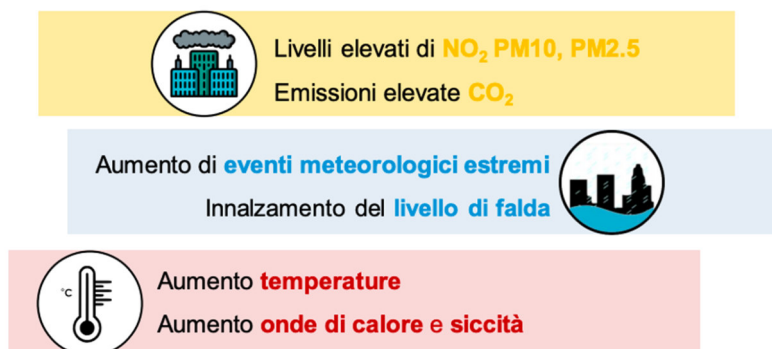 Livelli elevati di NO₂ PM10, PM2.5
Emissioni elevate CO₂
Aumento di eventi meteorologici estremi
Innalzamento del livello di falda
°C
Aumento temperature
Aumento onde di calore e siccità